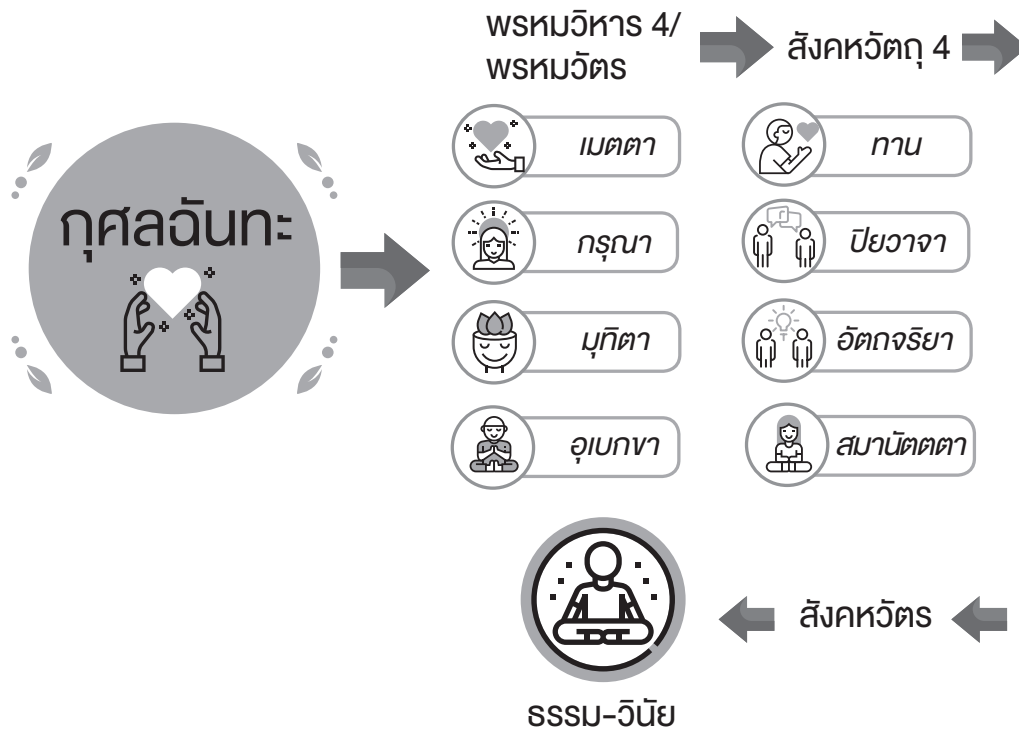 กุศลฉันทะ
พรหมวิหาร 4/
พรหมวัตร
เมตตา
กรุณา
มุทิตา
อุเบกขา
สังคหวัตถุ 4
ทาน
ปิยวาจา
อัตถจริยา
สมานัตตตา
สังคหวัตร
ธรรม-วินัย